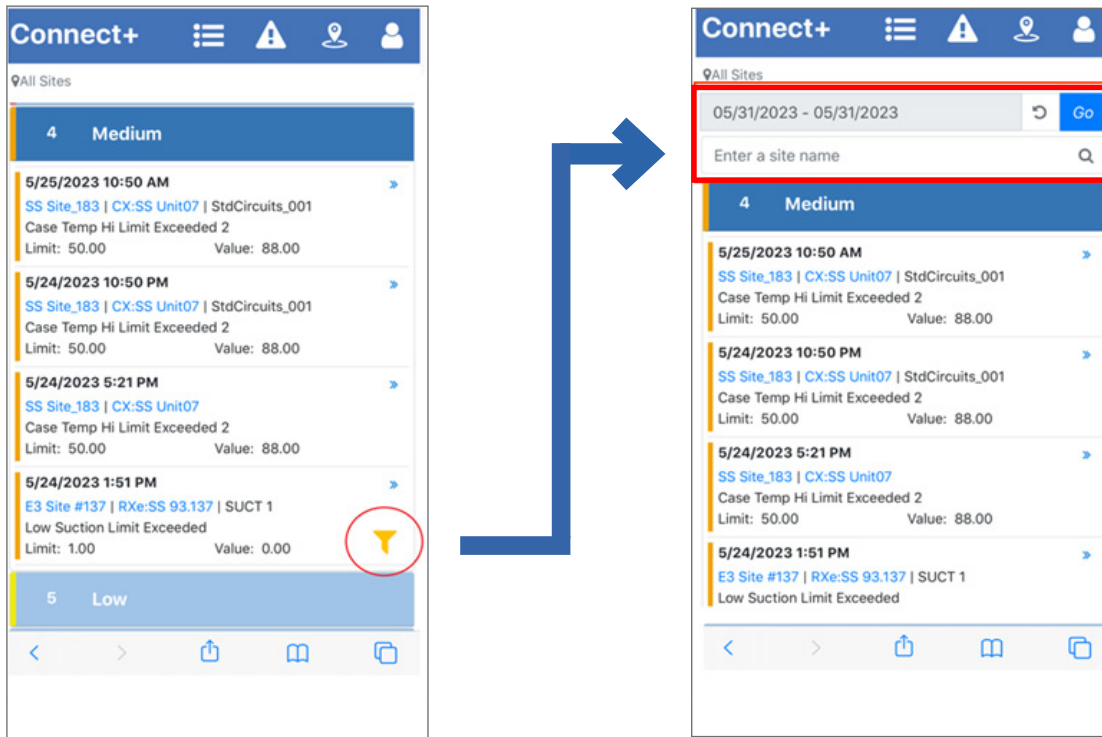 Connect+
All Sites
4 Medium
5/25/2023 10:50 AM
SS Site_183 | CX:SS Unit07 | StdCircuits_001
Case Temp Hi Limit Exceeded 2
Limit: 50.00 Value: 88.00
5/24/2023 10:50 PM
SS Site_183 | CX:SS Unit07 | StdCircuits_001
Case Temp Hi Limit Exceeded 2
Limit: 50.00 Value: 88.00
5/24/2023 5:21 PM
SS Site_183 | CX:SS Unit07
Case Temp Hi Limit Exceeded 2
Limit: 50.00 Value: 88.00
5/24/2023 1:51 PM
E3 Site #137 | RXe:SS 93.137 | SUCT 1
Low Suction Limit Exceeded
Limit: 1.00 Value: 0.00
5 Low
Connect+
All Sites
05/31/2023 - 05/31/2023 Go
Enter a site name
4 Medium
5/25/2023 10:50 AM
SS Site_183 | CX:SS Unit07 | StdCircuits_001
Case Temp Hi Limit Exceeded 2
Limit: 50.00 Value: 88.00
5/24/2023 10:50 PM
SS Site_183 | CX:SS Unit07 | StdCircuits_001
Case Temp Hi Limit Exceeded 2
Limit: 50.00 Value: 88.00
5/24/2023 5:21 PM
SS Site_183 | CX:SS Unit07
Case Temp Hi Limit Exceeded 2
Limit: 50.00 Value: 88.00
5/24/2023 1:51 PM
E3 Site #137 | RXe:SS 93.137 | SUCT 1
Low Suction Limit Exceeded